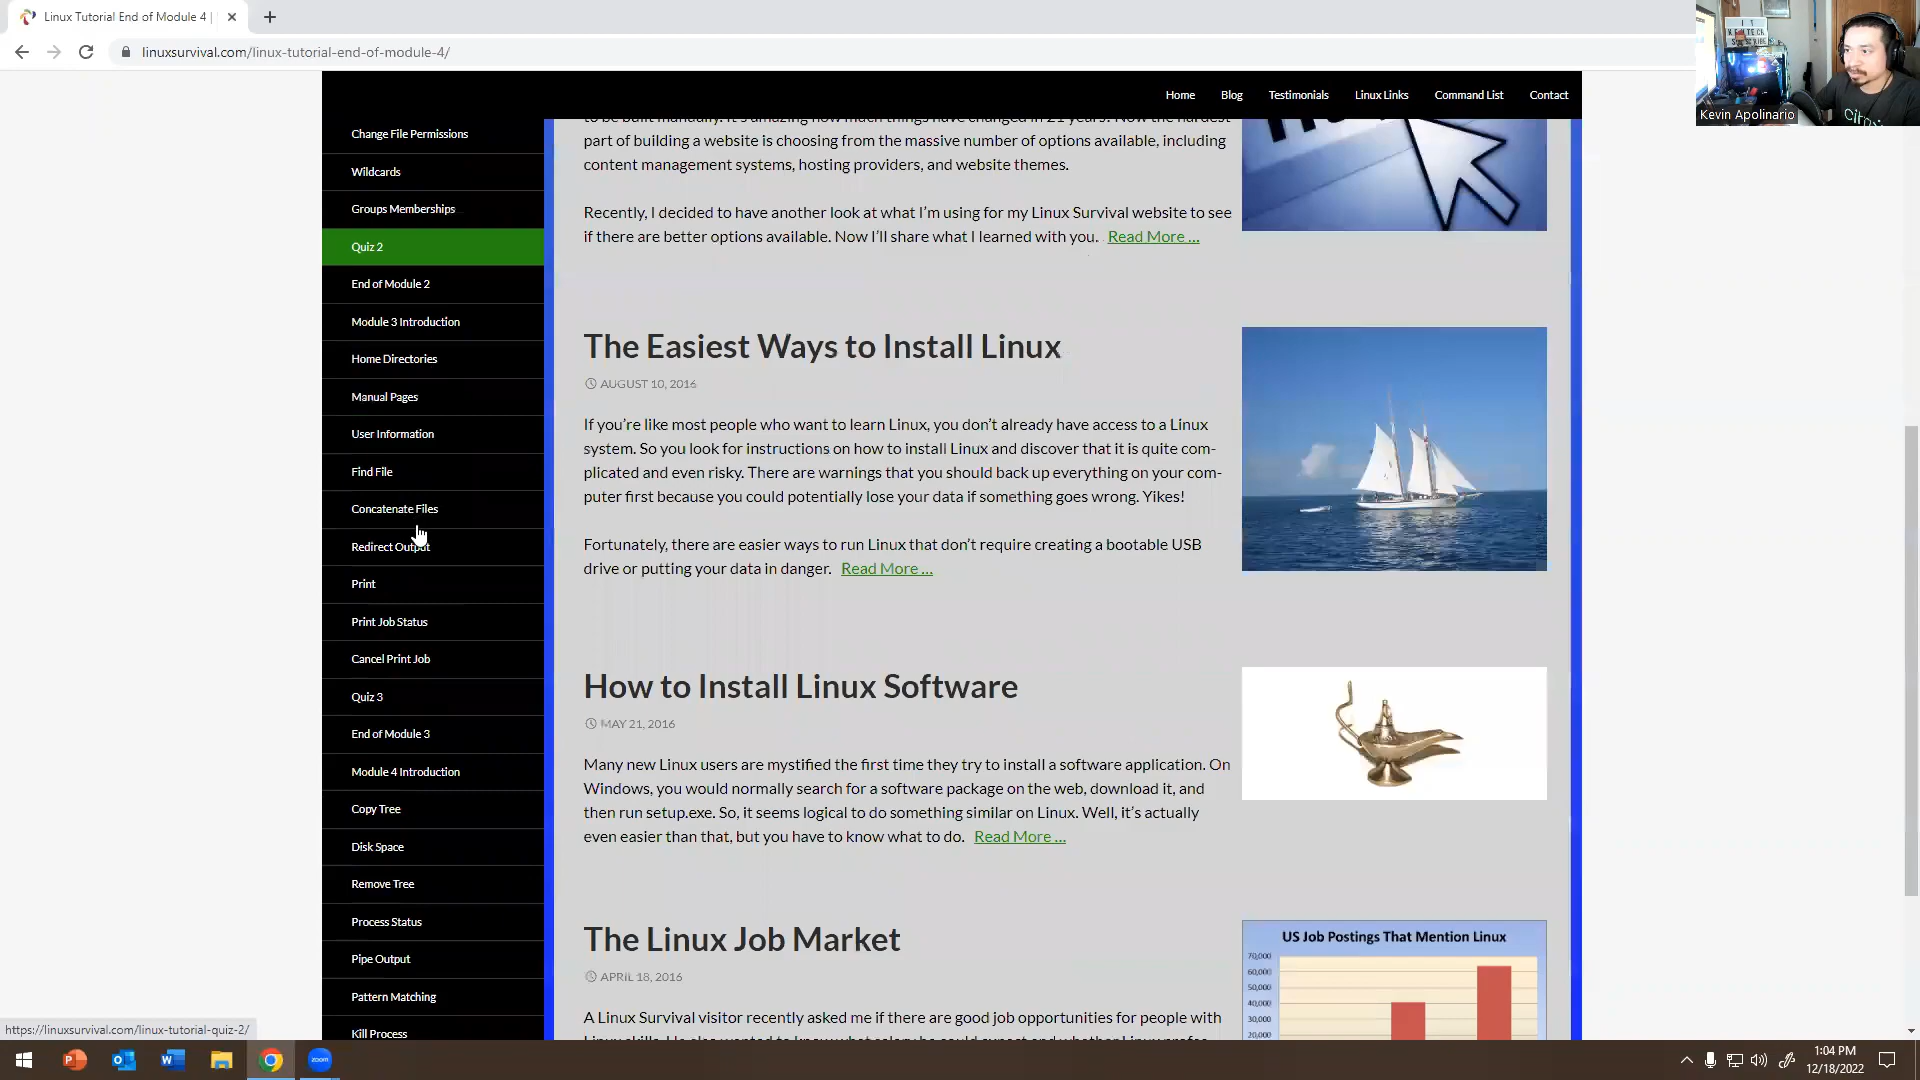 Linux Tutorial End of Module 4 |
linuxsurvival.com/linux-tutorial-end-of-module-4/
Kevin Apolinario
Home
Blog
Testimonials
Linux Links
Command List
Contact
Change File Permissions
Wildcards
Groups Memberships
Quiz 2
End of Module 2
Module 3 Introduction
Home Directories
Manual Pages
User Information
Find File
Concatenate Files
Redirect Output
Print
Print Job Status
Cancel Print Job
Quiz 3
End of Module 3
Module 4 Introduction
Copy Tree
Disk Space
Remove Tree
Process Status
Pipe Output
Pattern Matching
Kill Process
to be built manually. It's amazing how much things have changed in 21 years. Now the hardest
part of building a website is choosing from the massive number of options available, including
content management systems, hosting providers, and website themes.
Recently, I decided to have another look at what I'm using for my Linux Survival website to see
if there are better options available. Now I'll share what I learned with you. Read More ...
The Easiest Ways to Install Linux
AUGUST 10, 2016
If you're like most people who want to learn Linux, you don't already have access to a Linux
system. So you look for instructions on how to install Linux and discover that it is quite com-
plicated and even risky. There are warnings that you should back up everything on your com-
puter first because you could potentially lose your data if something goes wrong. Yikes!
Fortunately, there are easier ways to run Linux that don't require creating a bootable USB
drive or putting your data in danger. Read More ...
How to Install Linux Software
MAY 21, 2016
Many new Linux users are mystified the first time they try to install a software application. On
Windows, you would normally search for a software package on the web, download it, and
then run setup.exe. So, it seems logical to do something similar on Linux. Well, it's actually
even easier than that, but you have to know what to do. Read More ...
The Linux Job Market
APRIL 18, 2016
A Linux Survival visitor recently asked me if there are good job opportunities for people with
US Job Postings That Mention Linux
70,000
60,000
50,000
40,000
30,000
20,000
https://linuxsurvival.com/linux-tutorial-quiz-2/
zoom
1:04 PM
12/18/2022